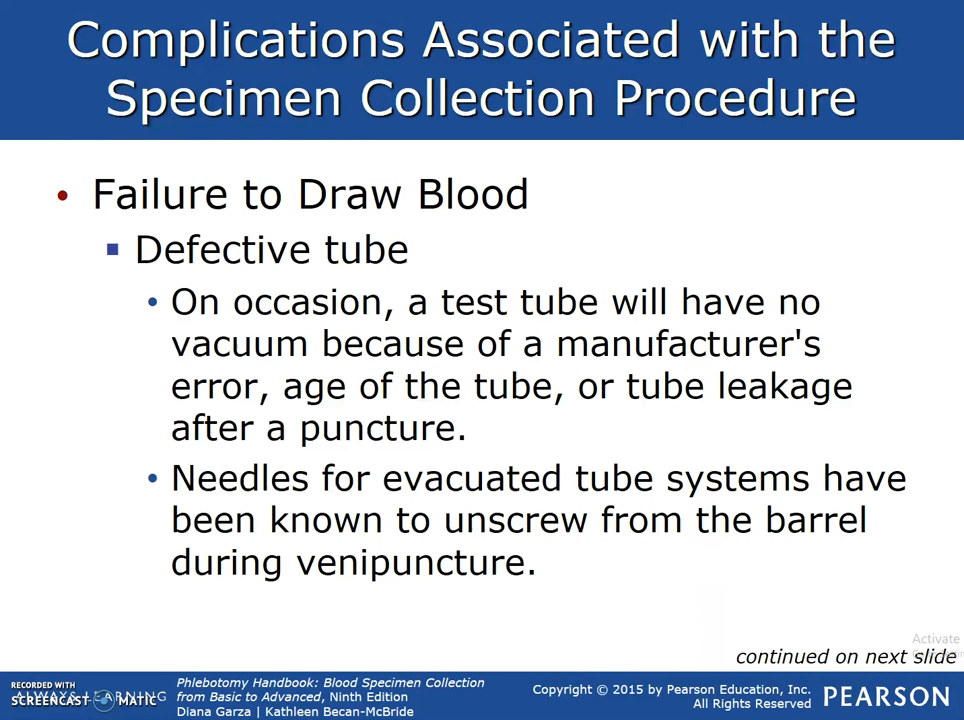 Complications Associated with the
Specimen Collection Procedure
• Failure to Draw Blood
▪ Defective tube
• On occasion, a test tube will have no
vacuum because of a manufacturer's
error, age of the tube, or tube leakage
after a puncture.
• Needles for evacuated tube systems have
been known to unscrew from the barrel
during venipuncture.
Activate
continued on next slide
RECORDED WITH
SCREENCAST MATIC
ALWAYS LEARNING
Phlebotomy Handbook: Blood Specimen Collection
from Basic to Advanced, Ninth Edition
Diana Garza | Kathleen Becan-McBride
Copyright © 2015 by Pearson Education, Inc.
All Rights Reserved
PEARSON